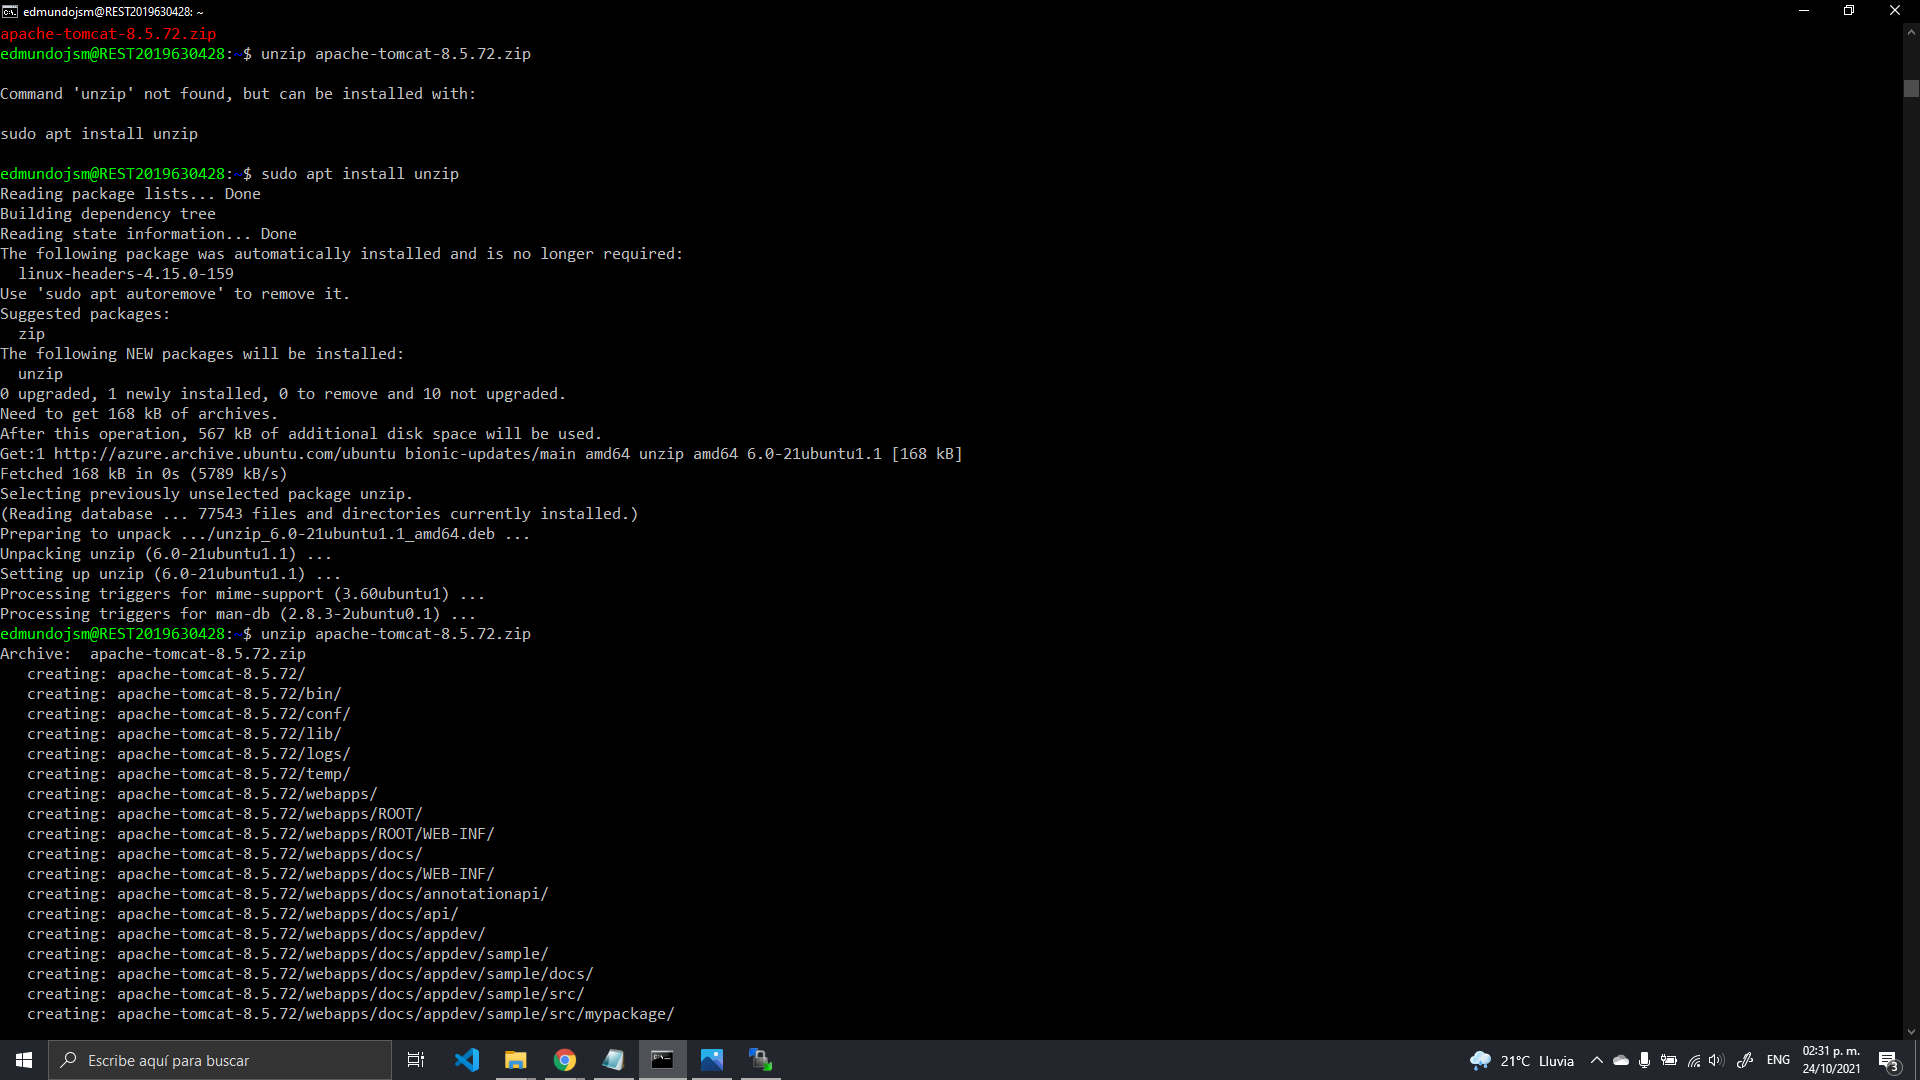 edmundojsm@REST2019630428: ~
apache-tomcat-8.5.72.zip
edmundojsm@REST2019630428:~$ unzip apache-tomcat-8.5.72.zip
Command 'unzip' not found, but can be installed with:
sudo apt install unzip
edmundojsm@REST2019630428:~$ sudo apt install unzip
Reading package lists... Done
Building dependency tree
Reading state information... Done
The following package was automatically installed and is no longer required:
  linux-headers-4.15.0-159
Use 'sudo apt autoremove' to remove it.
Suggested packages:
  zip
The following NEW packages will be installed:
  unzip
0 upgraded, 1 newly installed, 0 to remove and 10 not upgraded.
Need to get 168 kB of archives.
After this operation, 567 kB of additional disk space will be used.
Get:1 http://azure.archive.ubuntu.com/ubuntu bionic-updates/main amd64 unzip amd64 6.0-21ubuntu1.1 [168 kB]
Fetched 168 kB in 0s (5789 kB/s)
Selecting previously unselected package unzip.
(Reading database ... 77543 files and directories currently installed.)
Preparing to unpack .../unzip_6.0-21ubuntu1.1_amd64.deb ...
Unpacking unzip (6.0-21ubuntu1.1) ...
Setting up unzip (6.0-21ubuntu1.1) ...
Processing triggers for mime-support (3.60ubuntu1) ...
Processing triggers for man-db (2.8.3-2ubuntu0.1) ...
edmundojsm@REST2019630428:~$ unzip apache-tomcat-8.5.72.zip
Archive:  apache-tomcat-8.5.72.zip
   creating: apache-tomcat-8.5.72/
   creating: apache-tomcat-8.5.72/bin/
   creating: apache-tomcat-8.5.72/conf/
   creating: apache-tomcat-8.5.72/lib/
   creating: apache-tomcat-8.5.72/logs/
   creating: apache-tomcat-8.5.72/temp/
   creating: apache-tomcat-8.5.72/webapps/
   creating: apache-tomcat-8.5.72/webapps/ROOT/
   creating: apache-tomcat-8.5.72/webapps/ROOT/WEB-INF/
   creating: apache-tomcat-8.5.72/webapps/docs/
   creating: apache-tomcat-8.5.72/webapps/docs/WEB-INF/
   creating: apache-tomcat-8.5.72/webapps/docs/annotationapi/
   creating: apache-tomcat-8.5.72/webapps/docs/api/
   creating: apache-tomcat-8.5.72/webapps/docs/appdev/
   creating: apache-tomcat-8.5.72/webapps/docs/appdev/sample/
   creating: apache-tomcat-8.5.72/webapps/docs/appdev/sample/docs/
   creating: apache-tomcat-8.5.72/webapps/docs/appdev/sample/src/
   creating: apache-tomcat-8.5.72/webapps/docs/appdev/sample/src/mypackage/
Escribe aquí para buscar
21°C Lluvia
ENG
02:31 p. m.
24/10/2021
3